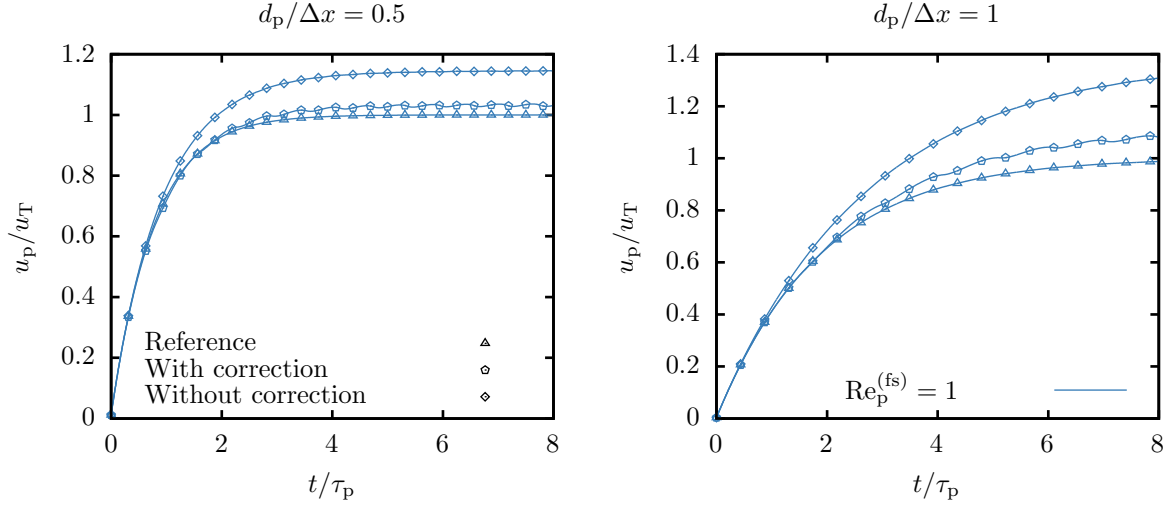 d_p/Δx = 0.5
1.2
1
0.8
0.6
0.4
0.2
0
u_p/u_T
Reference
With correction
Without correction
0 2 4 6 8
t/τ_p
d_p/Δx = 1
1.4
1.2
1
0.8
0.6
0.4
0.2
0
u_p/u_T
Re_p^(fs) = 1
0 2 4 6 8
t/τ_p